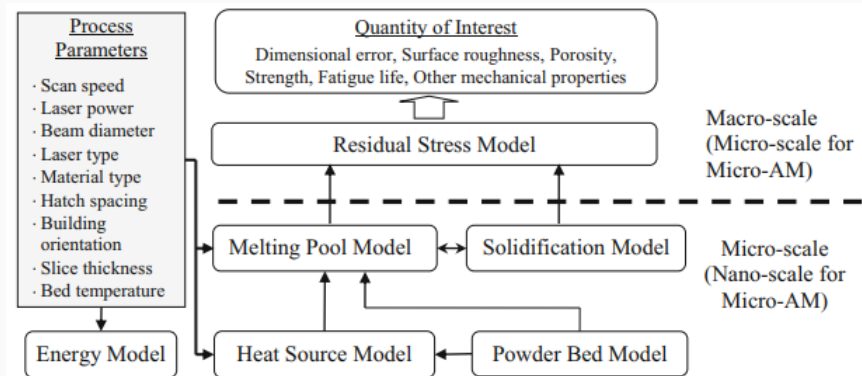 Process
Parameters
· Scan speed
· Laser power
· Beam diameter
· Laser type
· Material type
· Hatch spacing
· Building
orientation
· Slice thickness
· Bed temperature
Quantity of Interest
Dimensional error, Surface roughness, Porosity,
Strength, Fatigue life, Other mechanical properties
Residual Stress Model
Macro-scale
(Micro-scale for
Micro-AM)
Melting Pool Model
Solidification Model
Micro-scale
(Nano-scale for
Micro-AM)
Energy Model
Heat Source Model
Powder Bed Model